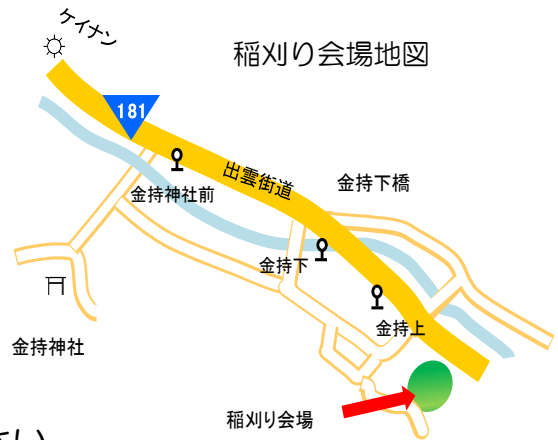 ケイナン
稲刈り会場地図
181
出雲街道
金持神社前
金持下橋
金持下
金持上
金持神社
稲刈り会場
さい)